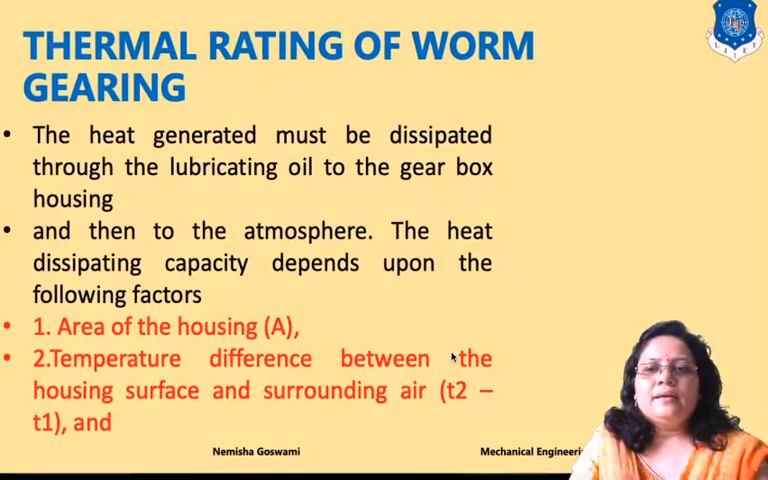 THERMAL RATING OF WORM
GEARING
• The heat generated must be dissipated
through the lubricating oil to the gear box
housing
• and then to the atmosphere. The heat
dissipating capacity depends upon the
following factors
• 1. Area of the housing (A),
• 2.Temperature difference between the
housing surface and surrounding air (t2 –
t1), and
Nemisha Goswami
Mechanical Engineeri